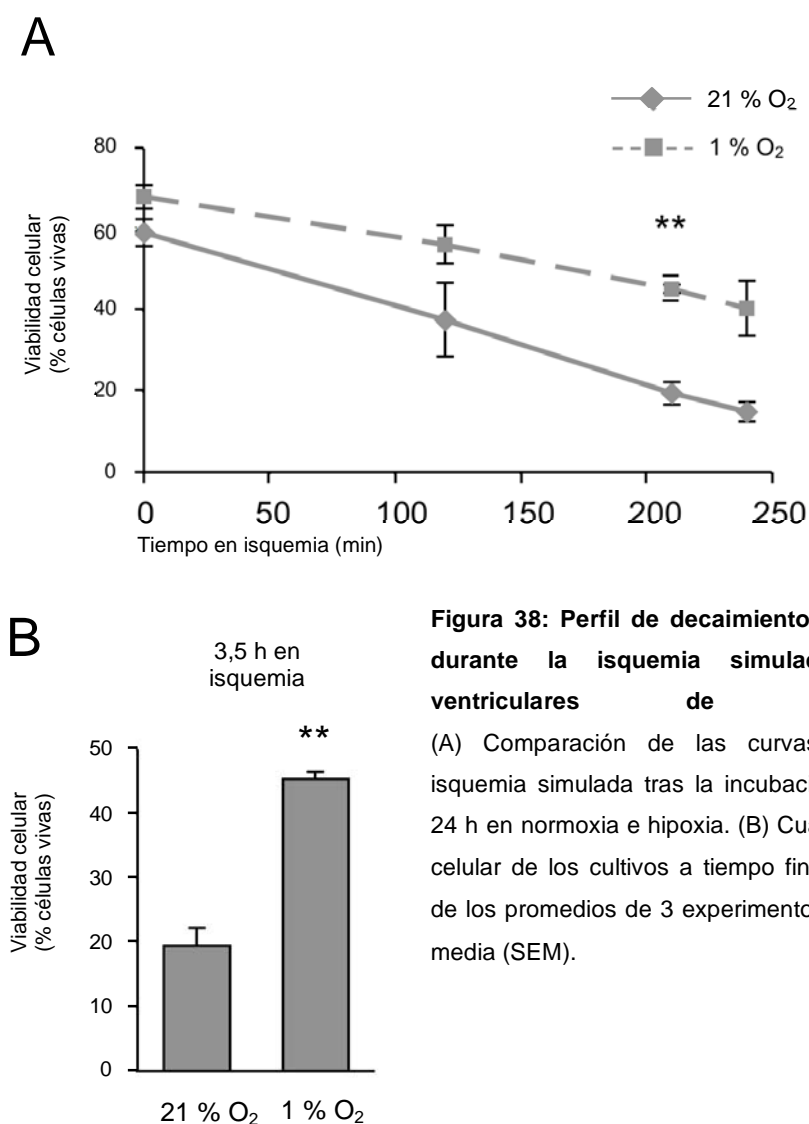 A
21 % O₂
1 % O₂
80
60
40
20
0
Viabilidad celular
(% células vivas)
**
0 50 100 150 200 250
Tiempo en isquemia (min)
B
3,5 h en
isquemia
**
50
40
30
20
10
0
Viabilidad celular
(% células vivas)
21 % O₂ 1 % O₂
Figura 38: Perfil de decaimiento
durante la isquemia simulad
ventriculares de
(A) Comparación de las curvas
isquemia simulada tras la incubaci
24 h en normoxia e hipoxia. (B) Cua
celular de los cultivos a tiempo fin
de los promedios de 3 experimento
media (SEM).